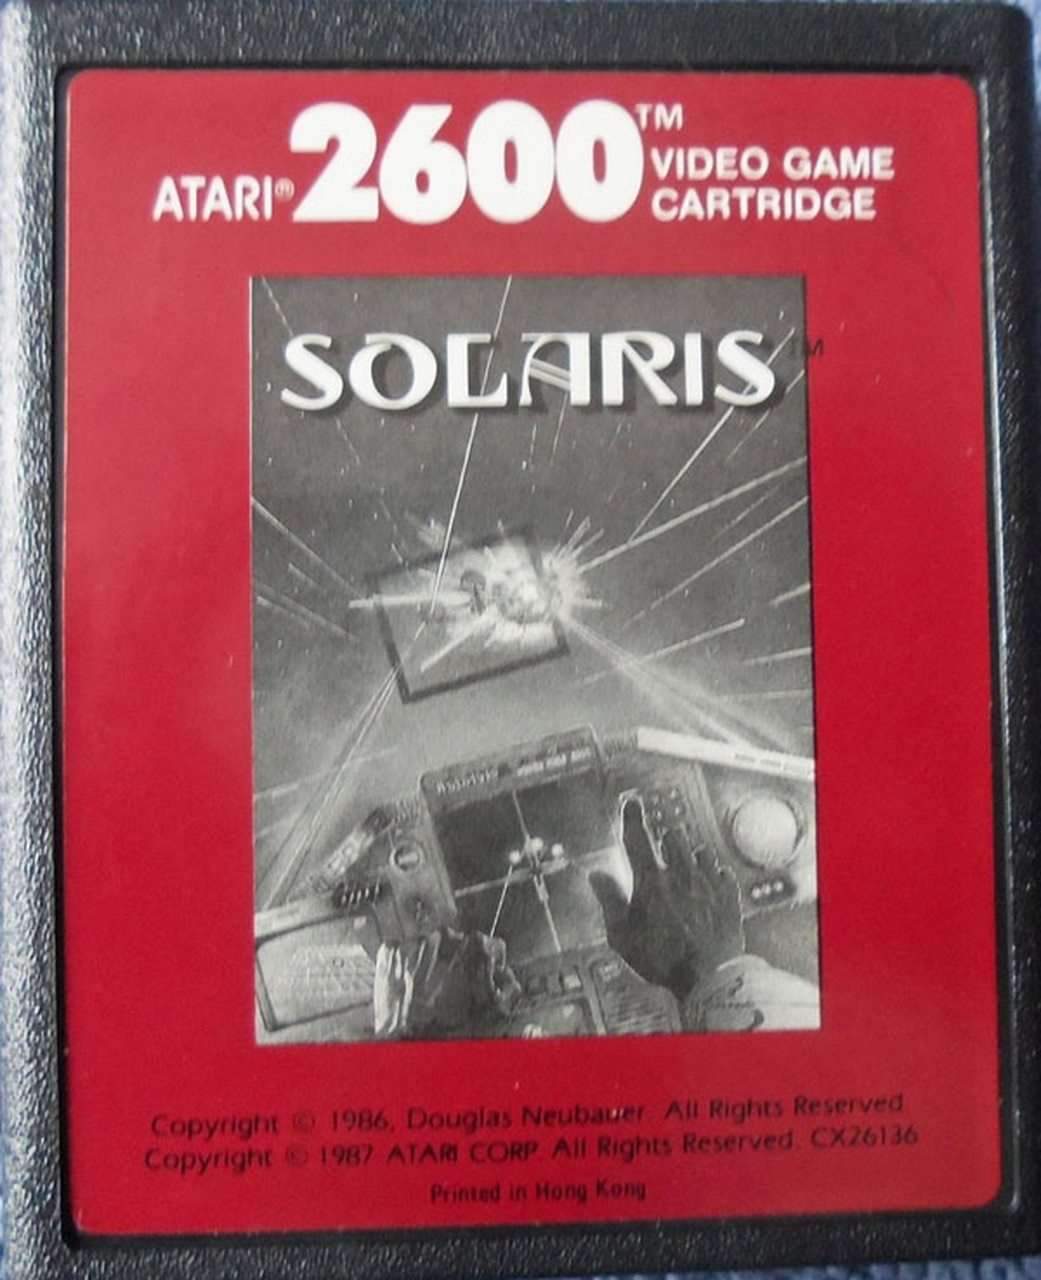 ATARI® 2600™ VIDEO GAME
CARTRIDGE
SOLARIS™
Copyright © 1986, Douglas Neubauer. All Rights Reserved
Copyright © 1987 ATARI CORP. All Rights Reserved. CX26136
Printed in Hong Kong